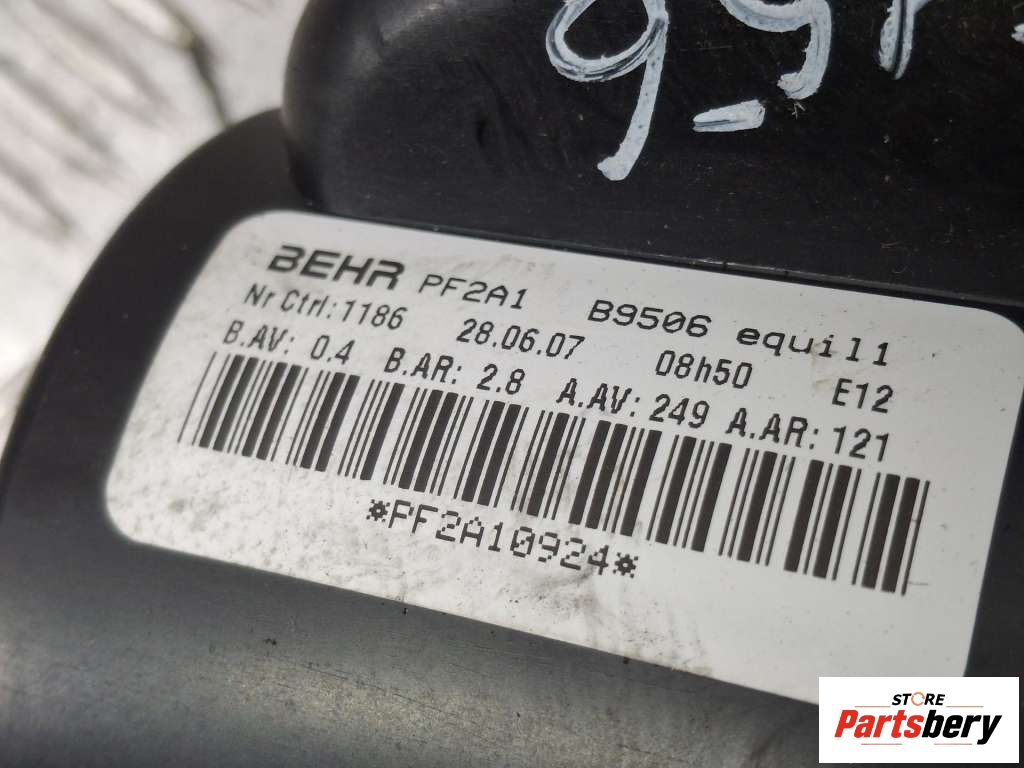 BEHR PF2A1 B9506 equil1
Nr Ctrl:1186 28.06.07 08h50 E12
B.AV: 0.4 B.AR: 2.8 A.AV: 249 A.AR: 121
*PF2A10924*
STORE
Partsbery